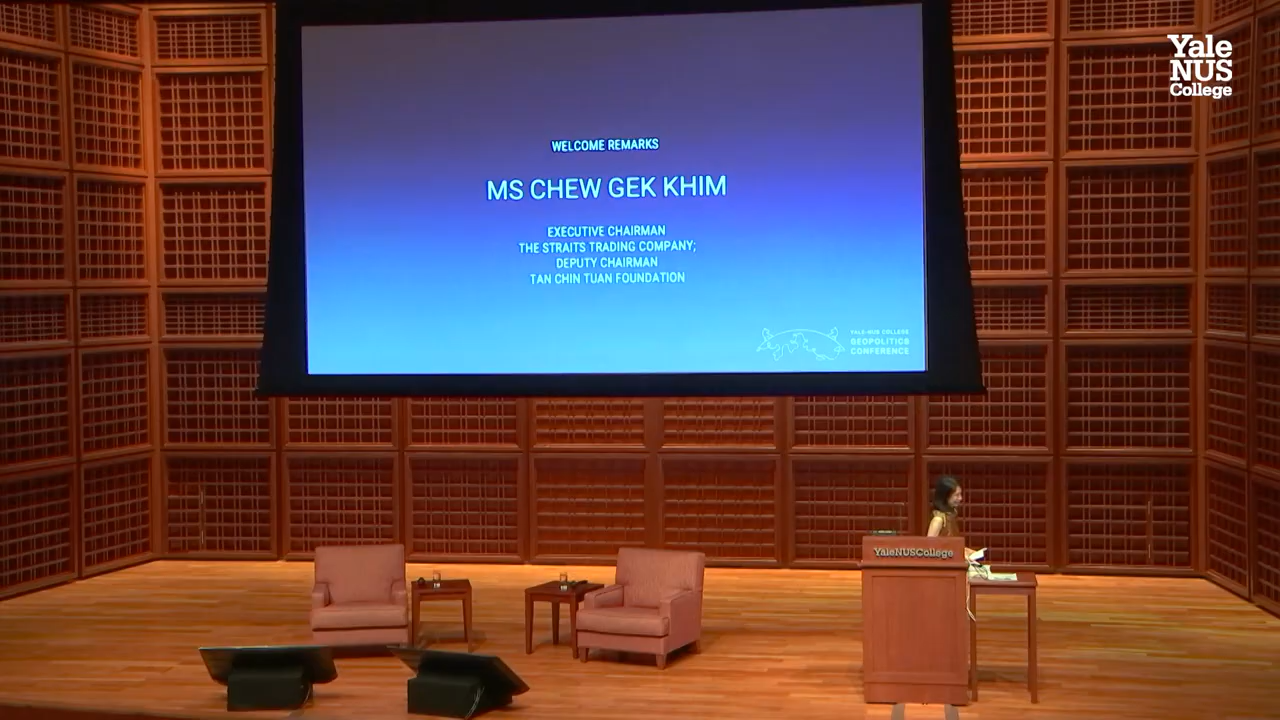 WELCOME REMARKS
MS CHEW GEK KHIM
EXECUTIVE CHAIRMAN
THE STRAITS TRADING COMPANY;
DEPUTY CHAIRMAN
TAN CHIN TUAN FOUNDATION
YALE-NUS COLLEGE
GEOPOLITICS
CONFERENCE
Yale
NUS
College
YaleNUSCollege